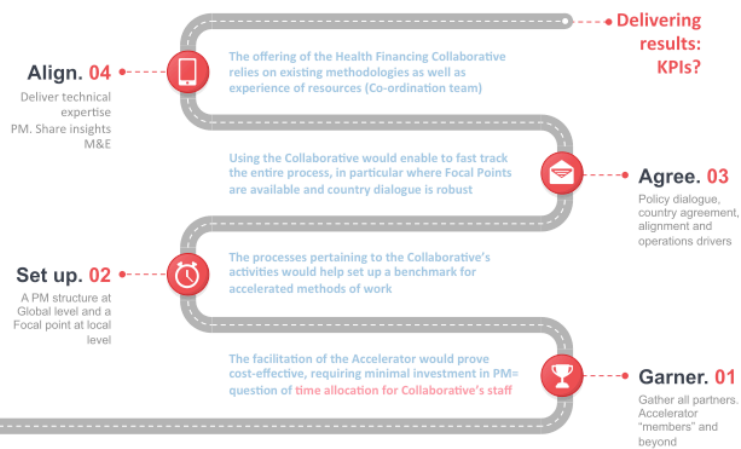 Delivering
results:
KPIs?
The offering of the Health Financing Collaborative
relies on existing methodologies as well as
experience of resources (Co-ordination team)
Align. 04
Deliver technical
expertise
PM. Share insights
M&E
Using the Collaborative would enable to fast track
the entire process, in particular where Focal Points
are available and country dialogue is robust
Agree. 03
Policy dialogue,
country agreement,
alignment and
operations drivers
The processes pertaining to the Collaborative's
activities would help set up a benchmark for
accelerated methods of work
Set up. 02
A PM structure at
Global level and a
Focal point at local
level
The facilitation of the Accelerator would prove
cost-effective, requiring minimal investment in PM=
question of time allocation for Collaborative's staff
Garner. 01
Gather all partners.
Accelerator
“members” and
beyond